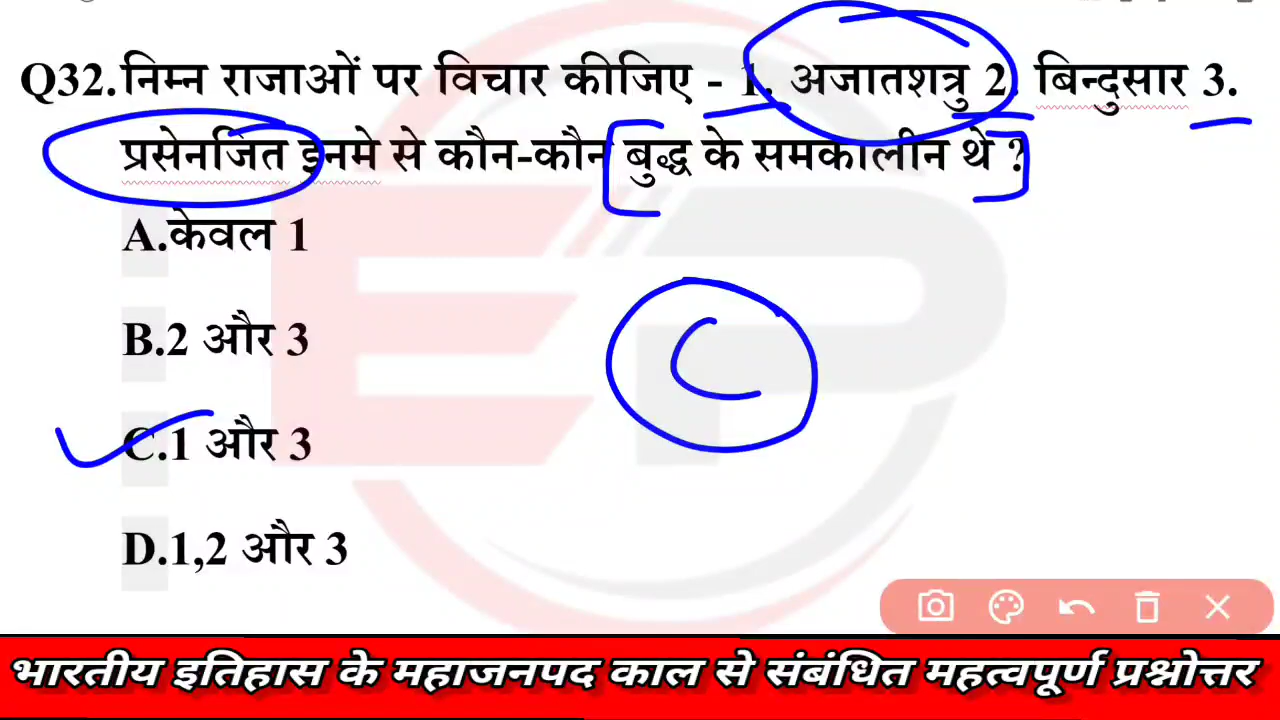 Q32.निम्न राजाओं पर विचार कीजिए - 1. अजातशत्रु 2. बिन्दुसार 3.
प्रसेनजित इनमे से कौन-कौन बुद्ध के समकालीन थे ?
A.केवल 1
B.2 और 3
C
C.1 और 3
D.1,2 और 3
भारतीय इतिहास के महाजनपद काल से संबंधित महत्वपूर्ण प्रश्नोत्तर